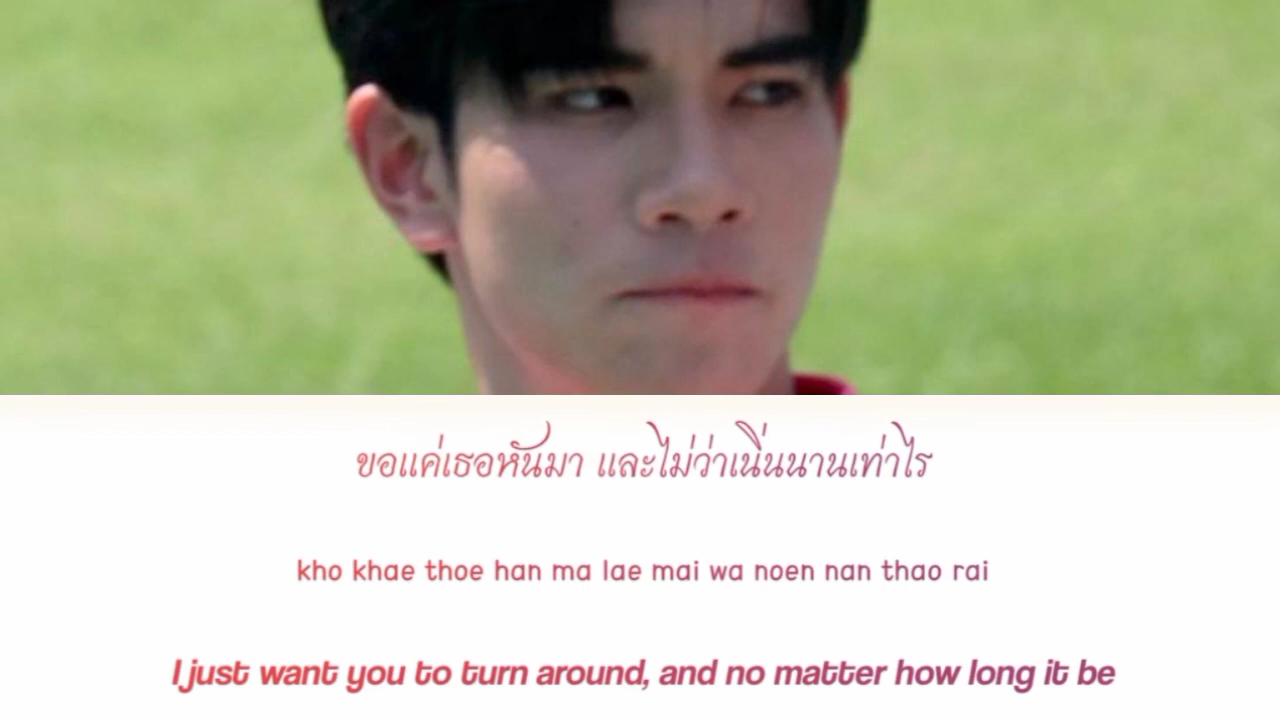 ขอแค่เธอหันมา และไม่ว่าเนิ่นนานเท่าไร
kho khae thoe han ma lae mai wa noen nan thao rai
I just want you to turn around, and no matter how long it be